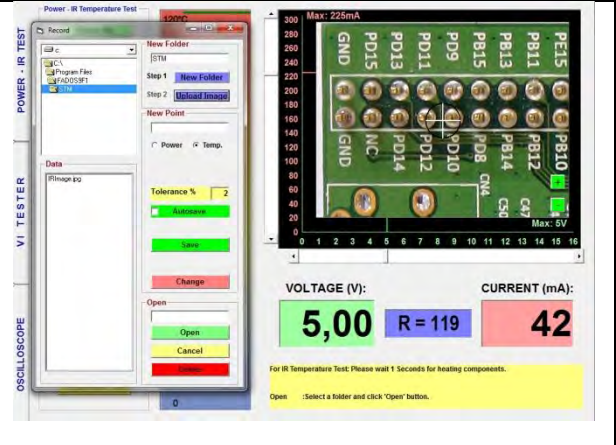 Power - IR Temperature Test
120°C
POWER - IR TEST
VI TESTER
OSCILLOSCOPE
Record
c:
C:\
Program Files
FADOS9F1
STM
New Folder
STM
Step 1 New Folder
Step 2 Upload Image
New Point
Power Temp.
Data
IRImage.jpg
Tolerance % 2
Autosave
Save
Change
Open
Open
Cancel
0
Max: 225mA
300
280
260
240
220
200
180
160
140
120
100
80
60
40
20
0
0 1 2 3 4 5 6 7 8 9 10 11 12 13 14 15 16
GND PD15 PD13 PD11 PD9 PB15 PB13 PB11 PE15
GND NC PD14 PD12 PD10 PD8 PB14 PB12 PB10
CN4
C50
C47
Max: 5V
VOLTAGE (V):
5,00
R = 119
CURRENT (mA):
42
For IR Temperature Test: Please wait 1 Seconds for heating components.
Open :Select a folder and click 'Open' button.